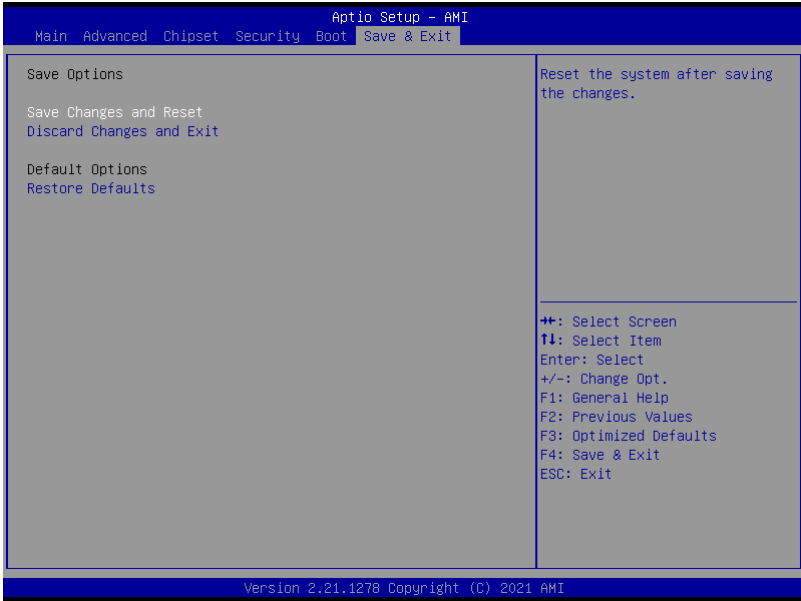 Aptio Setup - AMI
Main Advanced Chipset Security Boot Save & Exit
Save Options
Save Changes and Reset
Discard Changes and Exit
Default Options
Restore Defaults
Reset the system after saving
the changes.
→←: Select Screen
↑↓: Select Item
Enter: Select
+/-: Change Opt.
F1: General Help
F2: Previous Values
F3: Optimized Defaults
F4: Save & Exit
ESC: Exit
Version 2.21.1278 Copyright (C) 2021 AMI